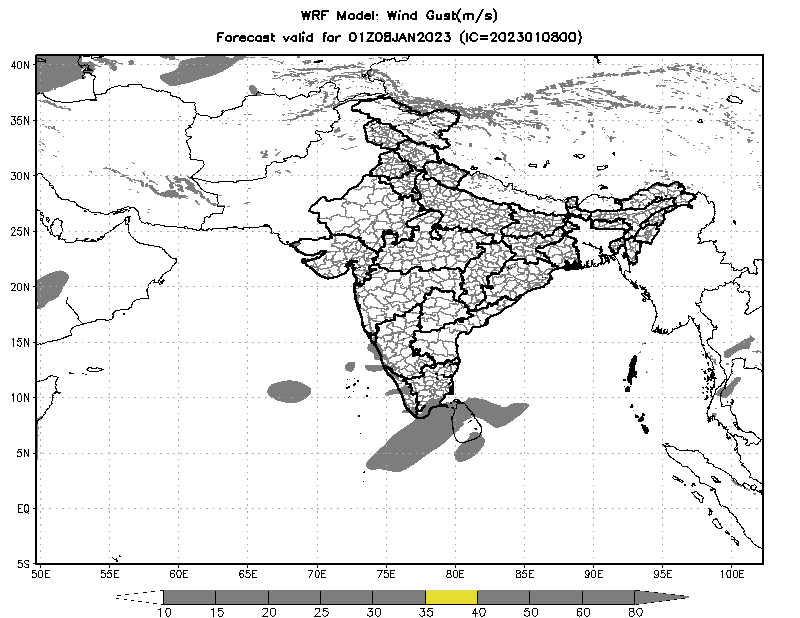 WRF Model: Wind Gust(m/s)
Forecast valid for 01Z08JAN2023 (IC=2023010800)
40N
35N
30N
25N
20N
15N
10N
5N
EQ
5S
50E 55E 60E 65E 70E 75E 80E 85E 90E 95E 100E
10 15 20 25 30 35 40 50 60 80